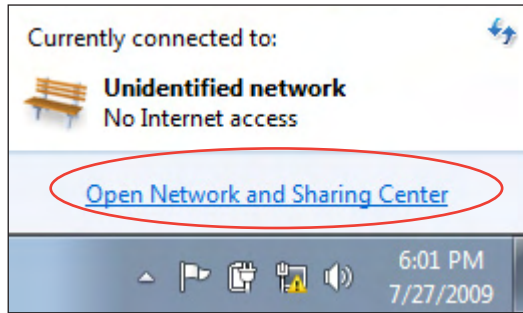 Currently connected to:
Unidentified network
No Internet access
Open Network and Sharing Center
6:01 PM
7/27/2009